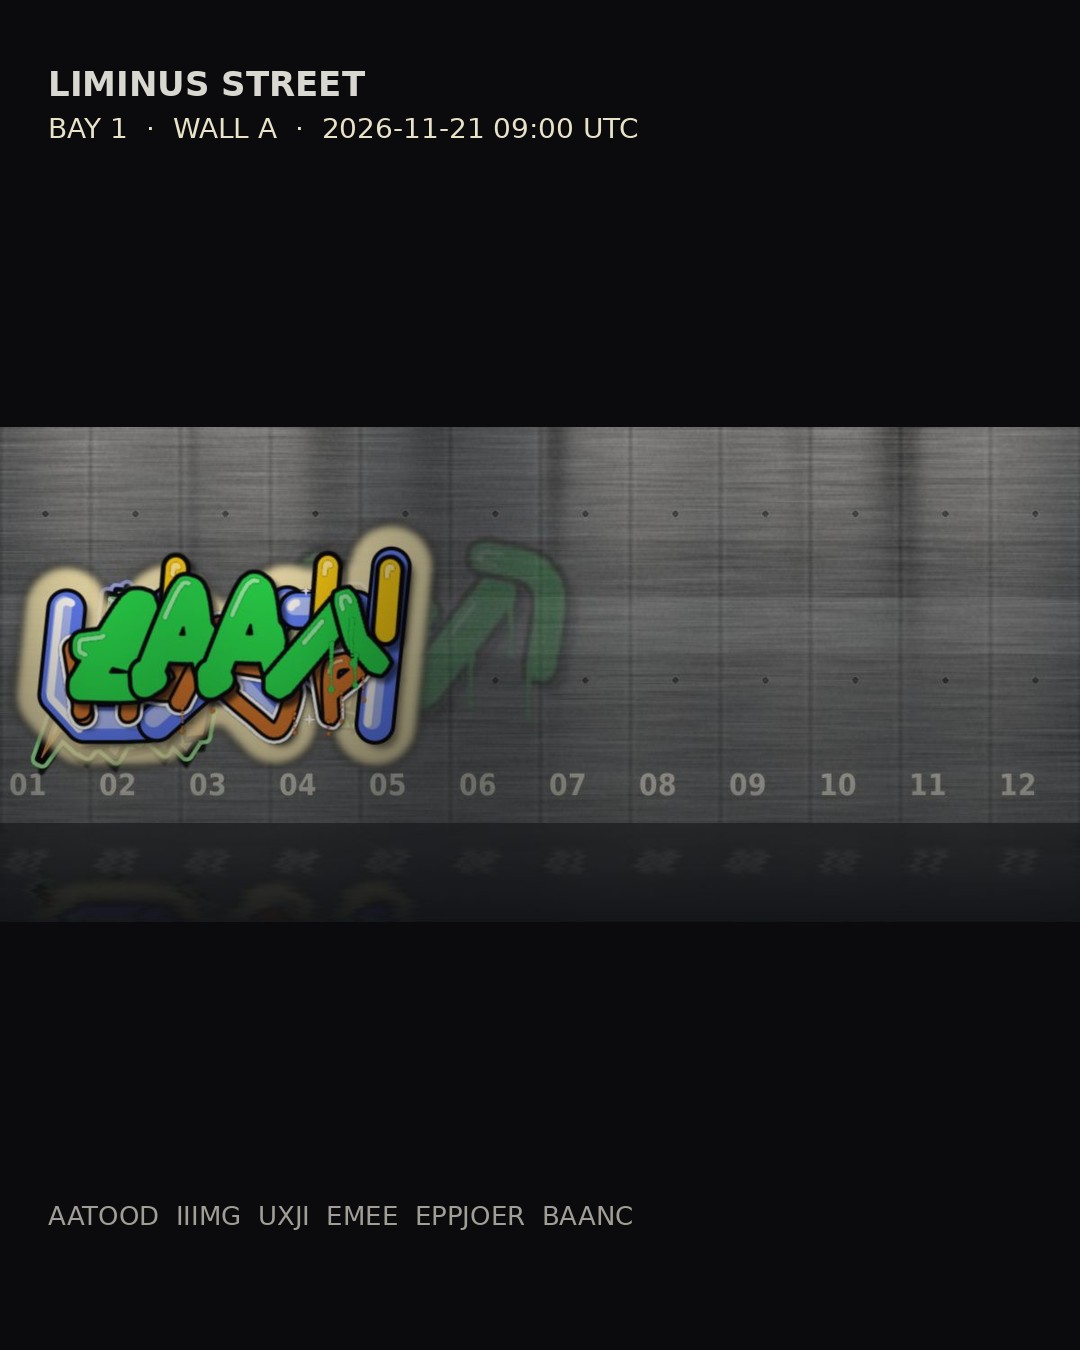 LIMINUS STREET
BAY 1 · WALL A · 2026-11-21 09:00 UTC
01 02 03 04 05 06 07 08 09 10 11 12
AATOOD IIIMG UXJI EMEE EPPJOER BAANC